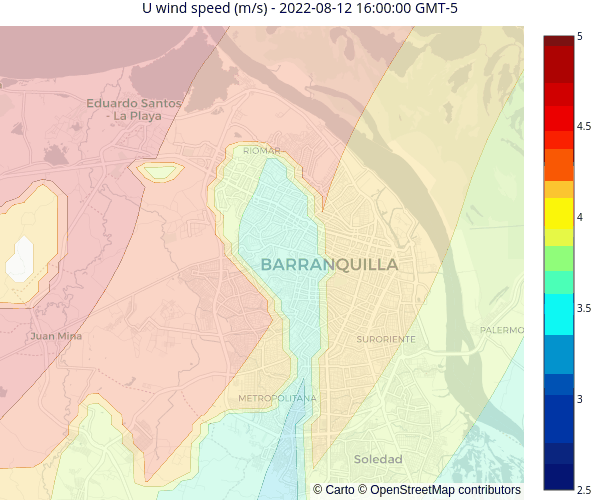 U wind speed (m/s) - 2022-08-12 16:00:00 GMT-5
5
4.5
4
3.5
3
2.5
Eduardo Santos
- La Playa
RIOMAR
BARRANQUILLA
Juan Mina
SURORIENTE
PALERMO
METROPOLITANA
Soledad
© Carto © OpenStreetMap contributors